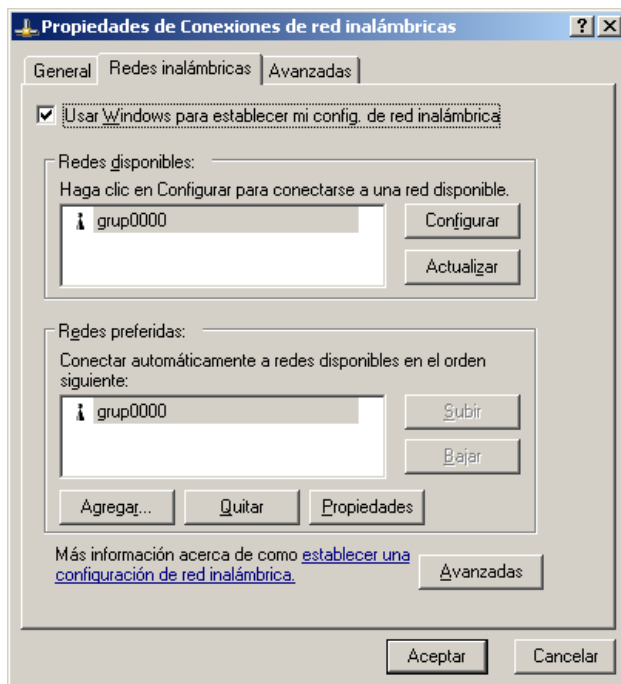 Propiedades de Conexiones de red inalámbricas
General Redes inalámbricas Avanzadas
Usar Windows para establecer mi config. de red inalámbrica
Redes disponibles:
Haga clic en Configurar para conectarse a una red disponible.
grup0000
Configurar
Actualizar
Redes preferidas:
Conectar automáticamente a redes disponibles en el orden
siguiente:
grup0000
Subir
Bajar
Agregar... Quitar Propiedades
Más información acerca de como establecer una
configuración de red inalámbrica.
Avanzadas
Aceptar Cancelar